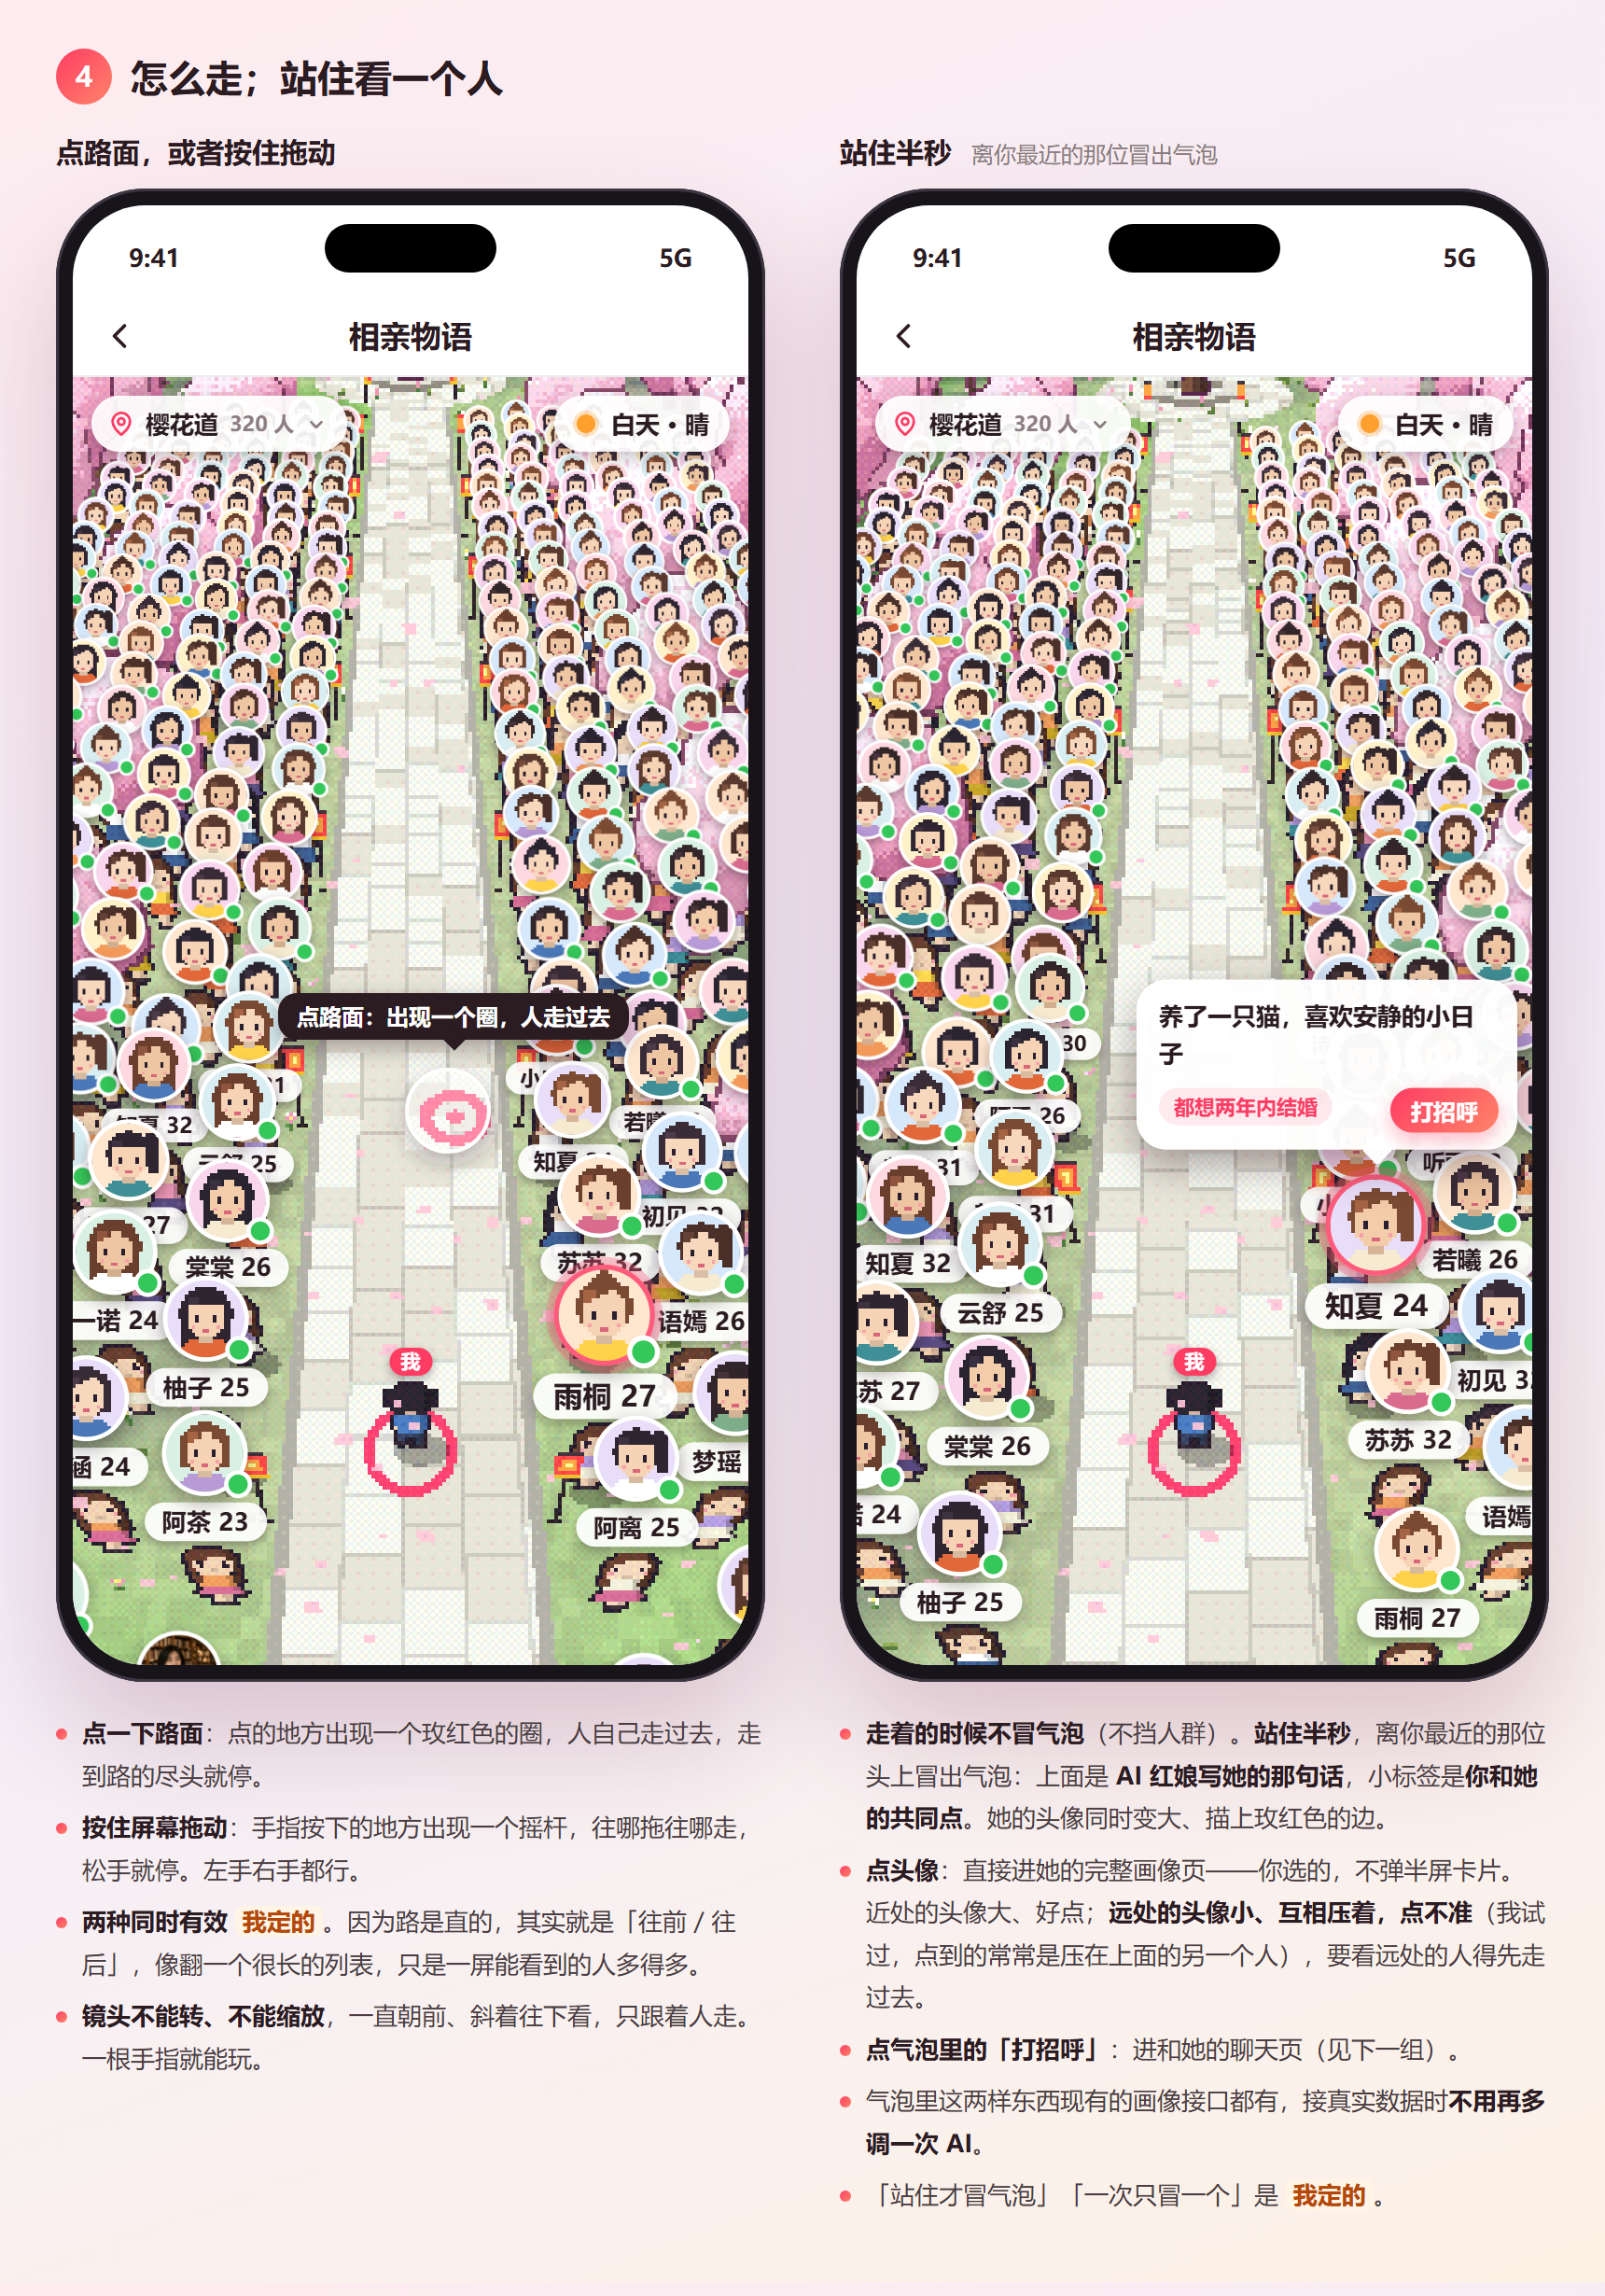 4 怎么走；站住看一个人
点路面，或者按住拖动
9:41
5G
相亲物语
樱花道 320 人
白天・晴
点路面：出现一个圈，人走过去
32
25
知夏
27
初见 32
棠棠 26
苏苏 32
一诺 24
语嫣 26
柚子 25
我
雨桐 27
涵 24
梦瑶
阿茶 23
阿离 25
点一下路面：点的地方出现一个玫红色的圈，人自己走过去，走
到路的尽头就停。
按住屏幕拖动：手指按下的地方出现一个摇杆，往哪拖往哪走，
松手就停。左手右手都行。
两种同时有效 我定的 。因为路是直的，其实就是「往前 / 往
后」，像翻一个很长的列表，只是一屏能看到的人多得多。
镜头不能转、不能缩放，一直朝前、斜着往下看，只跟着人走。
一根手指就能玩。
站住半秒 离你最近的那位冒出气泡
9:41
5G
相亲物语
樱花道 320 人
白天・晴
养了一只猫，喜欢安静的小日
子
都想两年内结婚
打招呼
30
26
31
31
知夏 32
若曦 26
云舒 25
知夏 24
我
苏 27
初见 3
棠棠 26
苏苏 32
24
语嫣
柚子 25
雨桐 27
走着的时候不冒气泡（不挡人群）。站住半秒，离你最近的那位
头上冒出气泡：上面是 AI 红娘写她的那句话，小标签是你和她
的共同点。她的头像同时变大、描上玫红色的边。
点头像：直接进她的完整画像页——你选的，不弹半屏卡片。
近处的头像大、好点；远处的头像小、互相压着，点不准（我试
过，点到的常常是压在上面的另一个人），要看远处的人得先走
过去。
点气泡里的「打招呼」：进和她的聊天页（见下一组）。
气泡里这两样东西现有的画像接口都有，接真实数据时不用再多
调一次 AI。
「站住才冒气泡」「一次只冒一个」是 我定的 。